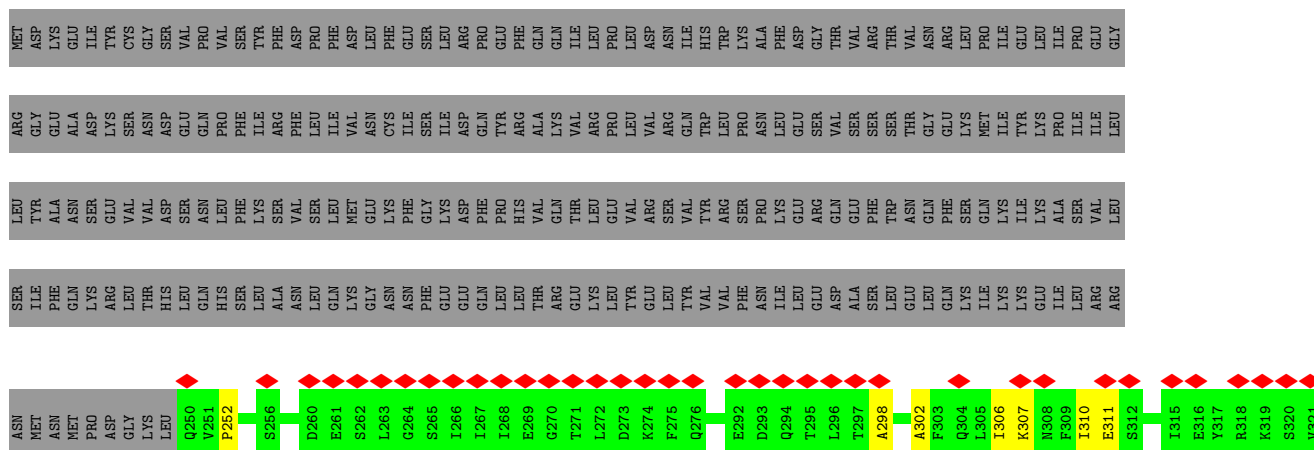 MET ASP LYS GLU ILE TYR CYS GLY SER VAL PRO VAL SER TYR PHE ASP PRO PHE ASP LEU PHE GLU SER LEU ARG PRO GLU PHE GLN GLN ILE LEU PRO LEU ASP ASN ILE HIS TRP LYS ALA PHE ASP GLY THR VAL ARG THR VAL ASN ARG LEU PRO ILE GLU LEU ILE PRO GLU GLY
ARG GLY GLU ALA ASP LYS SER ASN ASP GLU GLN PRO PHE ILE ARG PHE LEU ILE VAL ASN CYS ILE SER ILE ASP GLN TYR ARG ALA LYS VAL ARG PRO LEU VAL ARG GLN TRP LEU PRO ASN LEU GLU SER VAL SER SER SER THR GLY GLU LYS MET ILE TYR LYS PRO ILE ILE LEU
LEU TYR ALA ASN SER GLU VAL VAL ASP SER ASN LEU PHE LYS SER VAL SER LEU MET GLU LYS PHE GLY LYS ASP PHE PRO HIS VAL GLN THR LEU GLU VAL ARG SER VAL TYR ARG SER PRO LYS GLU ARG GLN GLU PHE TRP ASN GLN PHE SER GLN LYS ILE LYS ALA SER VAL LEU
SER ILE PHE GLN LYS ARG LEU THR HIS LEU GLN HIS SER LEU ALA ASN LEU GLN LYS GLY ASN ASN PHE GLU GLU GLN LEU LEU THR ARG GLU LYS LEU TYR GLU LEU TYR VAL VAL PHE ASN ILE LEU GLU ASP ALA SER LEU GLU LEU GLN LYS ILE LYS LYS GLU ILE LEU ARG ARG
ASN MET ASN MET PRO ASP GLY LYS LEU Q250 V251 P252 S256 D260 E261 S262 L263 G264 S265 I266 I267 I268 E269 G270 T271 L272 D273 K274 F275 Q276 E292 D293 Q294 T295 L296 T297 A298 A302 F303 Q304 L305 I306 K307 N308 F309 I310 E311 S312 I315 E316 Y317 R318 K319 S320 V321